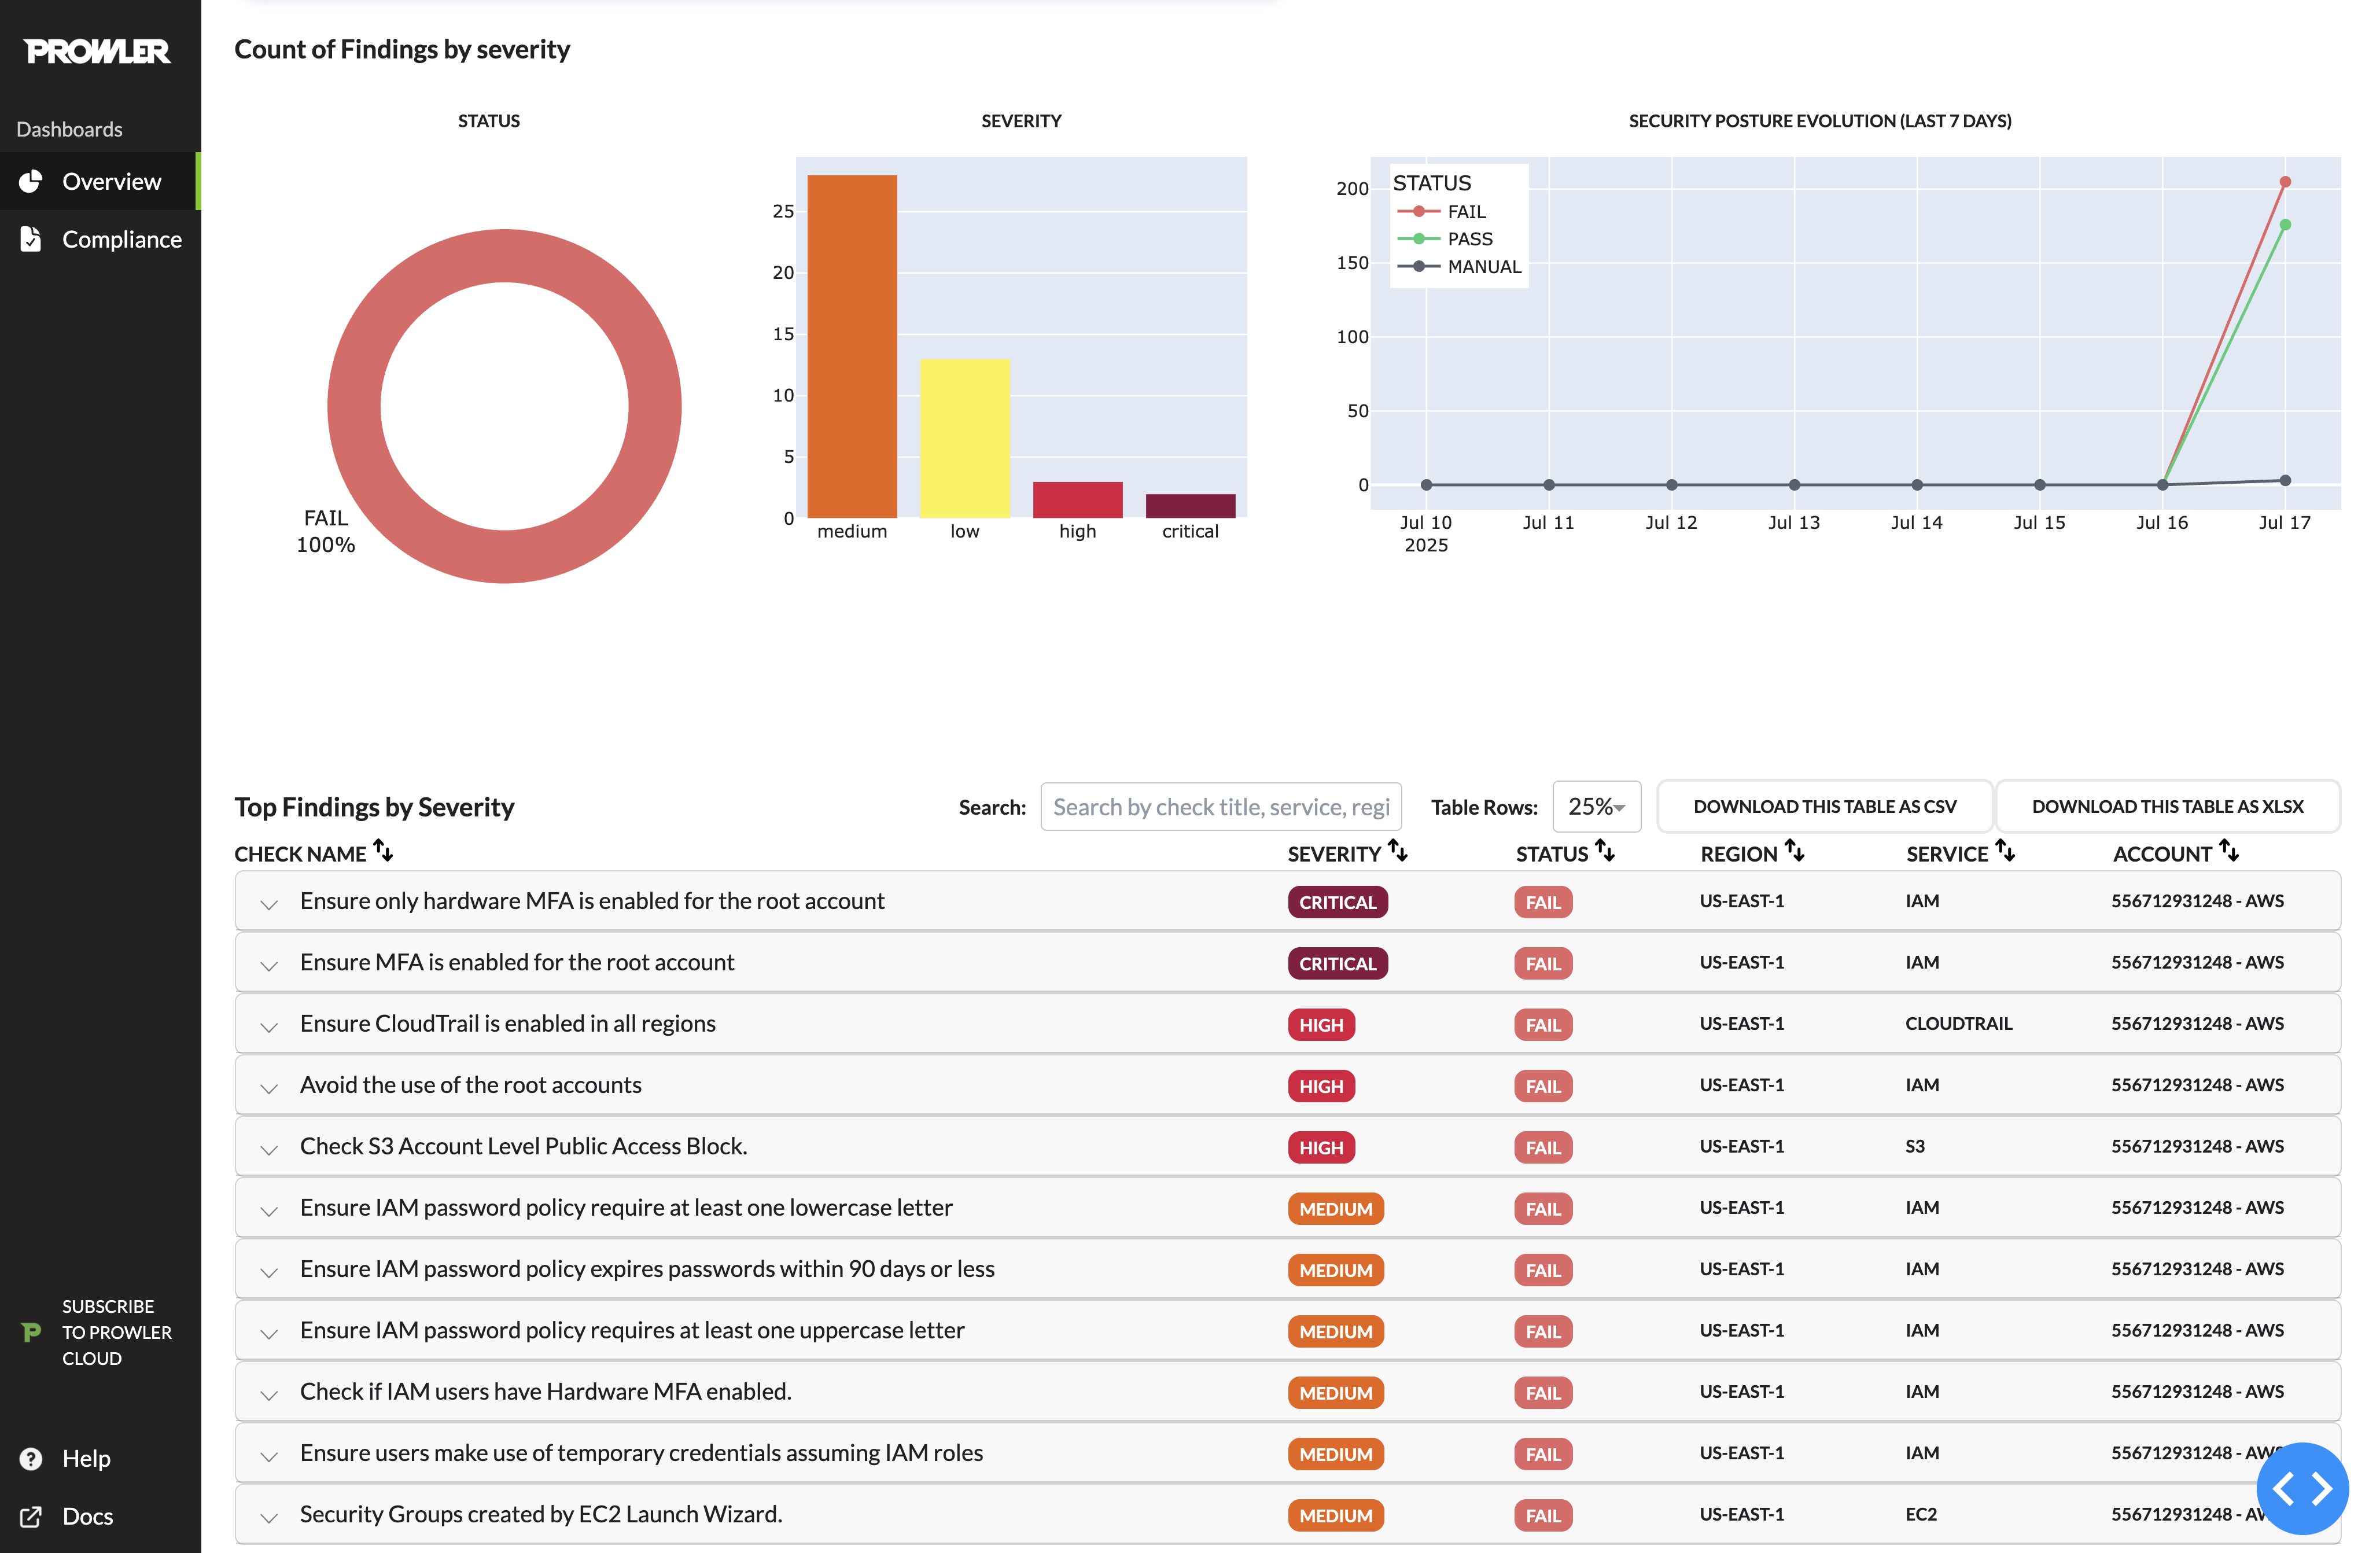 PROWLER
Dashboards
Overview
Compliance
SUBSCRIBE
TO PROWLER
CLOUD
Help
Docs
Count of Findings by severity
STATUS
FAIL
100%
SEVERITY
25
20
15
10
5
0
medium low high critical
SECURITY POSTURE EVOLUTION (LAST 7 DAYS)
200
150
100
50
0
STATUS
FAIL
PASS
MANUAL
Jul 10 Jul 11 Jul 12 Jul 13 Jul 14 Jul 15 Jul 16 Jul 17
2025
Top Findings by Severity Search: Search by check title, service, regi Table Rows: 25% DOWNLOAD THIS TABLE AS CSV DOWNLOAD THIS TABLE AS XLSX
CHECK NAME SEVERITY STATUS REGION SERVICE ACCOUNT
Ensure only hardware MFA is enabled for the root account CRITICAL FAIL US-EAST-1 IAM 556712931248 - AWS
Ensure MFA is enabled for the root account CRITICAL FAIL US-EAST-1 IAM 556712931248 - AWS
Ensure CloudTrail is enabled in all regions HIGH FAIL US-EAST-1 CLOUDTRAIL 556712931248 - AWS
Avoid the use of the root accounts HIGH FAIL US-EAST-1 IAM 556712931248 - AWS
Check S3 Account Level Public Access Block. HIGH FAIL US-EAST-1 S3 556712931248 - AWS
Ensure IAM password policy require at least one lowercase letter MEDIUM FAIL US-EAST-1 IAM 556712931248 - AWS
Ensure IAM password policy expires passwords within 90 days or less MEDIUM FAIL US-EAST-1 IAM 556712931248 - AWS
Ensure IAM password policy requires at least one uppercase letter MEDIUM FAIL US-EAST-1 IAM 556712931248 - AWS
Check if IAM users have Hardware MFA enabled. MEDIUM FAIL US-EAST-1 IAM 556712931248 - AWS
Ensure users make use of temporary credentials assuming IAM roles MEDIUM FAIL US-EAST-1 IAM 556712931248 - AWS
Security Groups created by EC2 Launch Wizard. MEDIUM FAIL US-EAST-1 EC2 556712931248 - AW